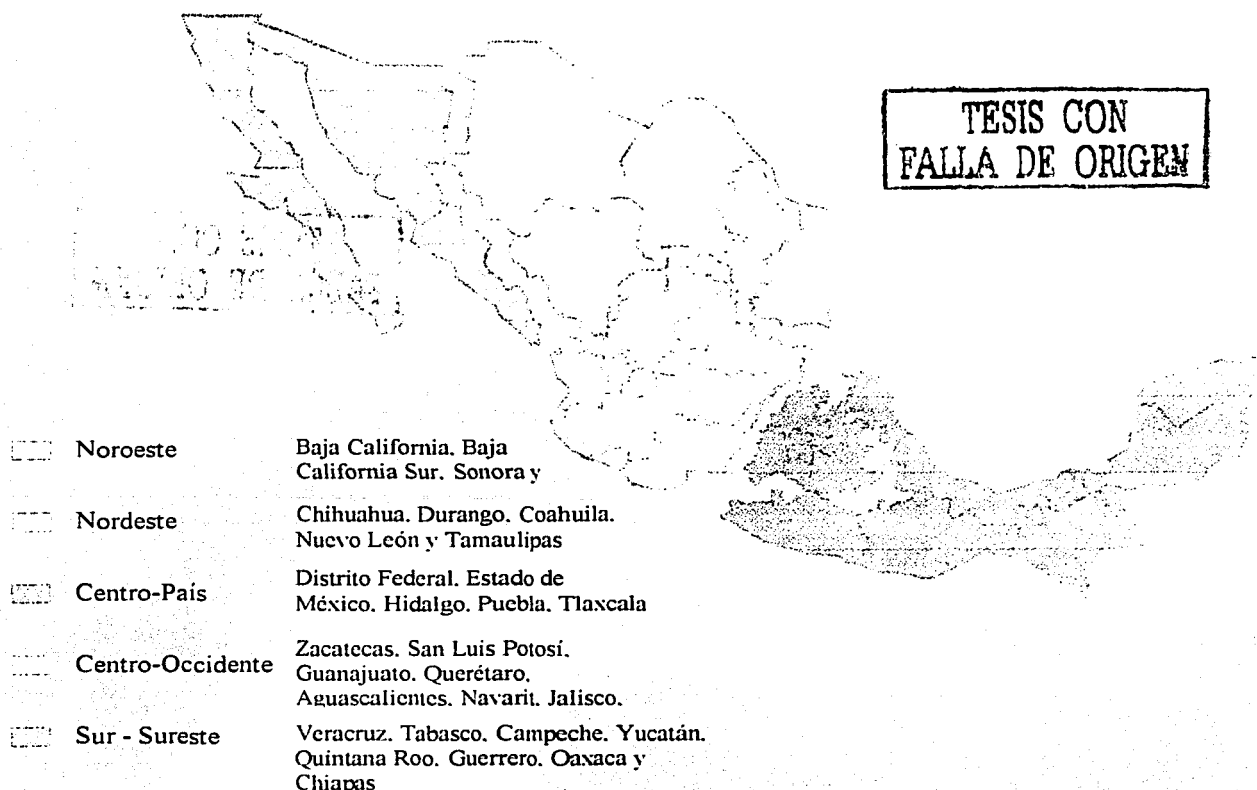 TESIS CON
FALLA DE ORIGEN
Noroeste
Baja California. Baja
California Sur. Sonora y
Nordeste
Chihuahua. Durango. Coahuila.
Nuevo León y Tamaulipas
Centro-País
Distrito Federal. Estado de
México. Hidalgo. Puebla. Tlaxcala
Centro-Occidente
Zacatecas. San Luis Potosí.
Guanajuato. Querétaro.
Aguascalientes. Nayarit. Jalisco.
Sur - Sureste
Veracruz. Tabasco. Campeche. Yucatán.
Quintana Roo. Guerrero. Oaxaca y
Chiapas